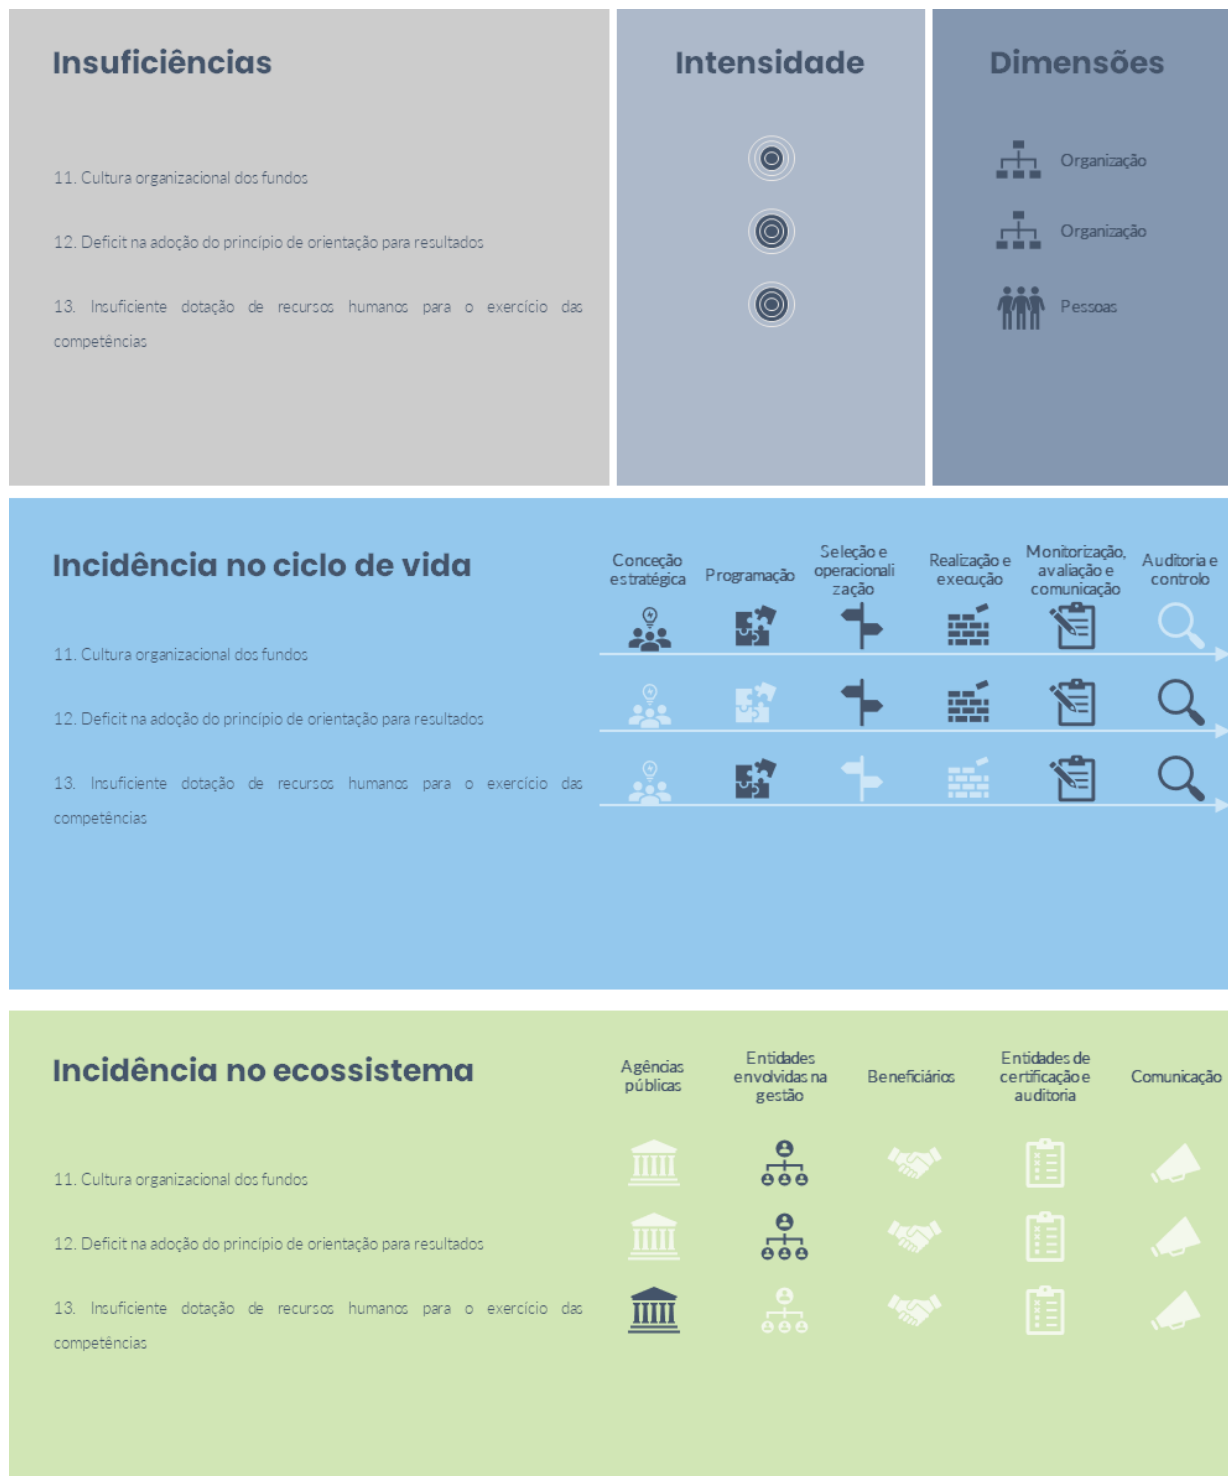 Insuficiências
Intensidade
Dimensões
11. Cultura organizacional dos fundos
Organização
12. Deficit na adoção do princípio de orientação para resultados
Organização
13. Insuficiente dotação de recursos humanos para o exercício das
competências
Pessoas
Incidência no ciclo de vida
Conceção
estratégica
Programação
Seleção e
operacionali
zação
Realização e
execução
Monitorização,
avaliação e
comunicação
Auditoria e
controlo
11. Cultura organizacional dos fundos
12. Deficit na adoção do princípio de orientação para resultados
13. Insuficiente dotação de recursos humanos para o exercício das
competências
Incidência no ecossistema
Agências
públicas
Entidades
envolvidas na
gestão
Beneficiários
Entidades de
certificação e
auditoria
Comunicação
11. Cultura organizacional dos fundos
12. Deficit na adoção do princípio de orientação para resultados
13. Insuficiente dotação de recursos humanos para o exercício das
competências